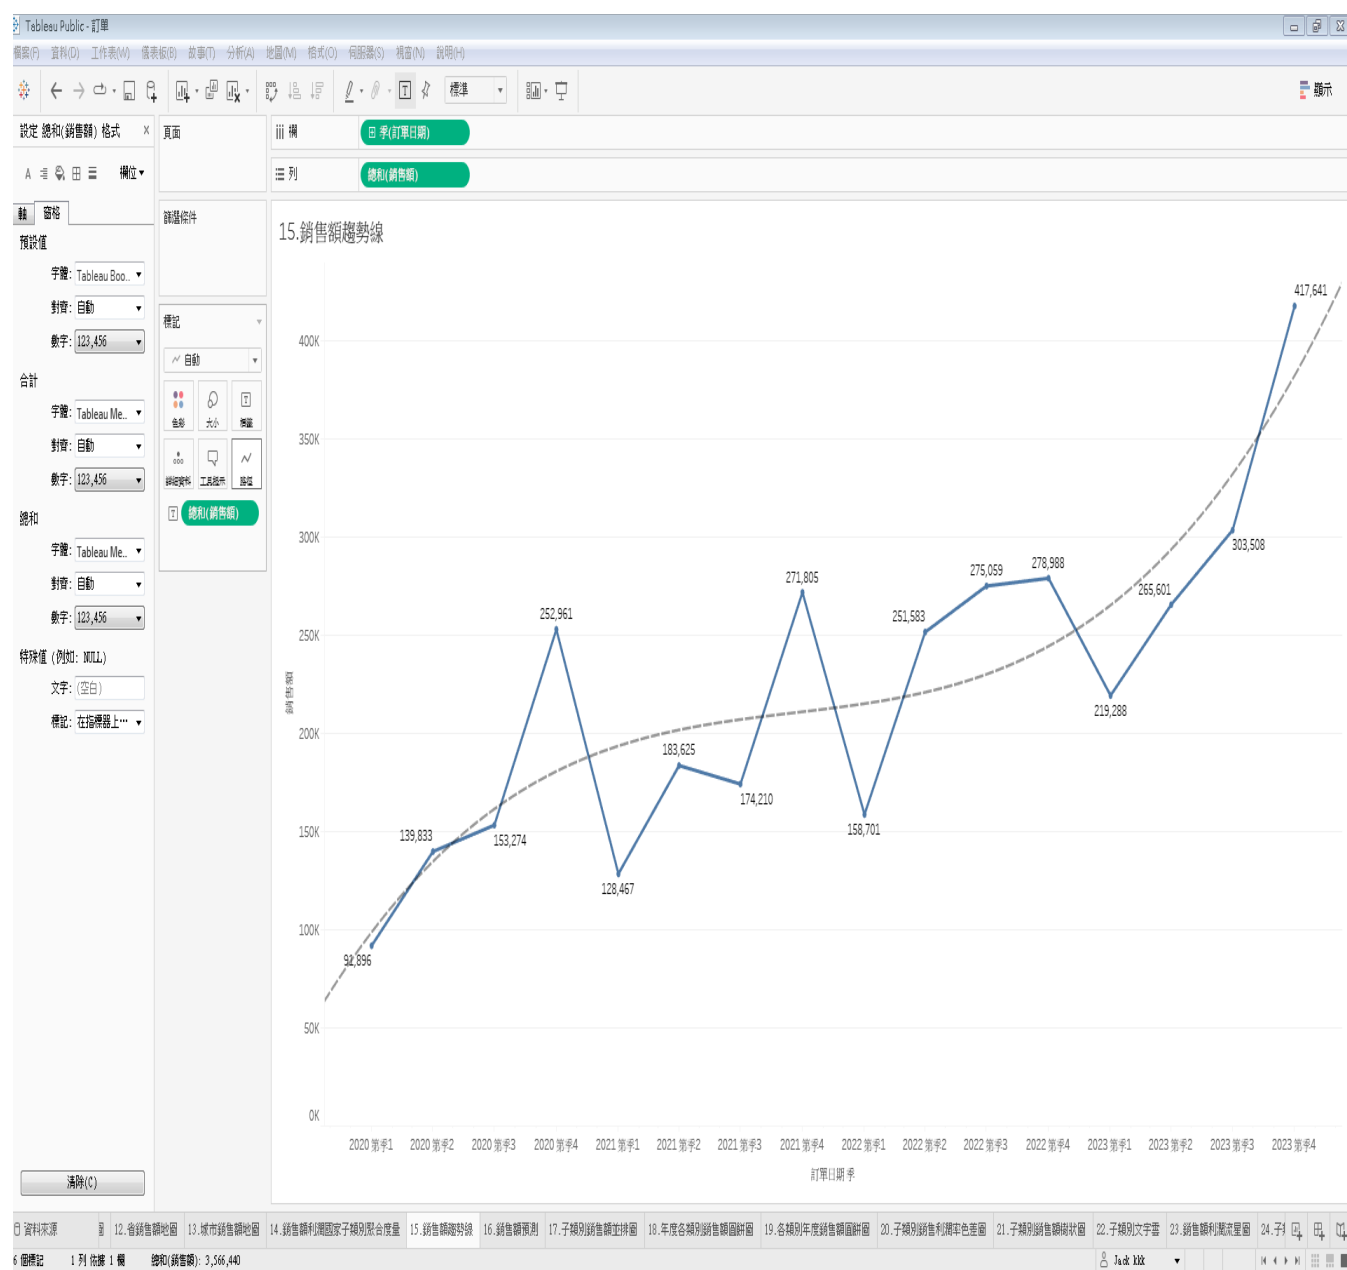 Tableau Public - 訂單
檔案(F) 資料(D) 工作表(W) 儀表板(B) 故事(T) 分析(A) 地圖(M) 格式(O) 伺服器(S) 視窗(N) 說明(H)
標準
顯示
設定 總和(銷售額) 格式 ×
欄位
軸 窗格
預設值
字體: Tableau Boo..
對齊: 自動
數字: 123,456
合計
字體: Tableau Me..
對齊: 自動
數字: 123,456
總和
字體: Tableau Me..
對齊: 自動
數字: 123,456
特殊值 (例如: NULL)
文字: (空白)
標記: 在指標器上…
清除(C)
頁面
篩選條件
標記
自動
色彩 大小 標籤
詳細資料 工具提示 路徑
總和(銷售額)
欄 季(訂單日期)
列 總和(銷售額)
15.銷售額趨勢線
417,641
400K
350K
300K
303,508
278,988
275,059
271,805
265,601
252,961
251,583
250K
銷售額
219,288
200K
183,625
174,210
158,701
150K
139,833
153,274
128,467
100K
91,896
50K
0K
2020 第季1 2020 第季2 2020 第季3 2020 第季4 2021 第季1 2021 第季2 2021 第季3 2021 第季4 2022 第季1 2022 第季2 2022 第季3 2022 第季4 2023 第季1 2023 第季2 2023 第季3 2023 第季4
訂單日期 季
資料來源 圖 12.省銷售額地圖 13.城市銷售額地圖 14.銷售額利潤國家子類別聚合度量 15.銷售額趨勢線 16.銷售額預測 17.子類別銷售額並排圖 18.年度各類別銷售額圓餅圖 19.各類別年度銷售額圓餅圖 20.子類別銷售利潤率色差圖 21.子類別銷售額樹狀圖 22.子類別文字雲 23.銷售額利潤流星圖 24.子
6 個標記 1 列 依據 1 欄 總和(銷售額): 3,566,440
Jack kkk